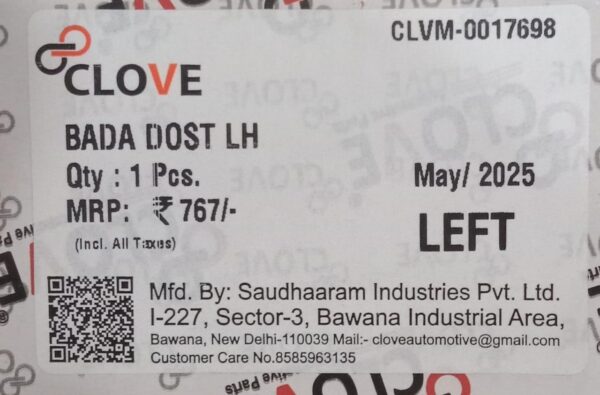 CLVM-0017698
CLOVE
BADA DOST LH
Qty : 1 Pcs.
May/ 2025
MRP: ₹ 767/-
(Incl. All Taxes)
LEFT
Mfd. By: Saudhaaram Industries Pvt. Ltd.
I-227, Sector-3, Bawana Industrial Area,
Bawana, New Delhi-110039 Mail:- cloveautomotive@gmail.com
Customer Care No.8585963135